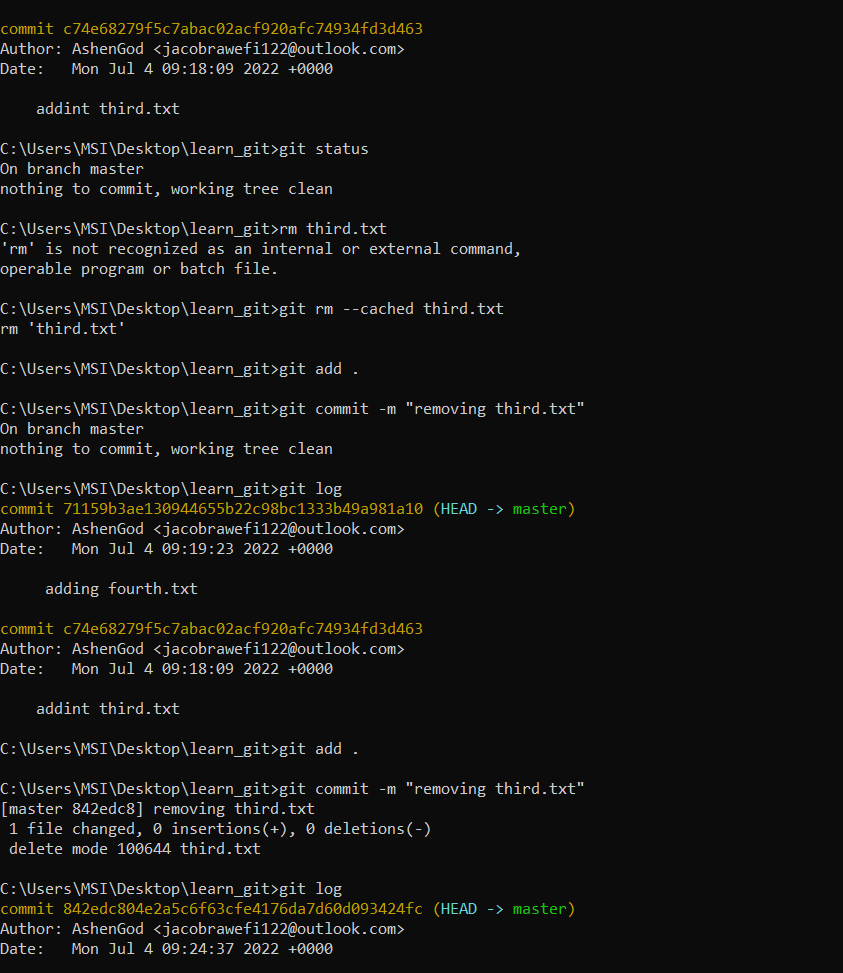 commit c74e68279f5c7abac02acf920afc74934fd3d463
Author: AshenGod <jacobrawefi122@outlook.com>
Date:   Mon Jul 4 09:18:09 2022 +0000

    addint third.txt

C:\Users\MSI\Desktop\learn_git>git status
On branch master
nothing to commit, working tree clean

C:\Users\MSI\Desktop\learn_git>rm third.txt
'rm' is not recognized as an internal or external command,
operable program or batch file.

C:\Users\MSI\Desktop\learn_git>git rm --cached third.txt
rm 'third.txt'

C:\Users\MSI\Desktop\learn_git>git add .

C:\Users\MSI\Desktop\learn_git>git commit -m "removing third.txt"
On branch master
nothing to commit, working tree clean

C:\Users\MSI\Desktop\learn_git>git log
commit 71159b3ae130944655b22c98bc1333b49a981a10 (HEAD -> master)
Author: AshenGod <jacobrawefi122@outlook.com>
Date:   Mon Jul 4 09:19:23 2022 +0000

     adding fourth.txt

commit c74e68279f5c7abac02acf920afc74934fd3d463
Author: AshenGod <jacobrawefi122@outlook.com>
Date:   Mon Jul 4 09:18:09 2022 +0000

    addint third.txt

C:\Users\MSI\Desktop\learn_git>git add .

C:\Users\MSI\Desktop\learn_git>git commit -m "removing third.txt"
[master 842edc8] removing third.txt
 1 file changed, 0 insertions(+), 0 deletions(-)
 delete mode 100644 third.txt

C:\Users\MSI\Desktop\learn_git>git log
commit 842edc804e2a5c6f63cfe4176da7d60d093424fc (HEAD -> master)
Author: AshenGod <jacobrawefi122@outlook.com>
Date:   Mon Jul 4 09:24:37 2022 +0000